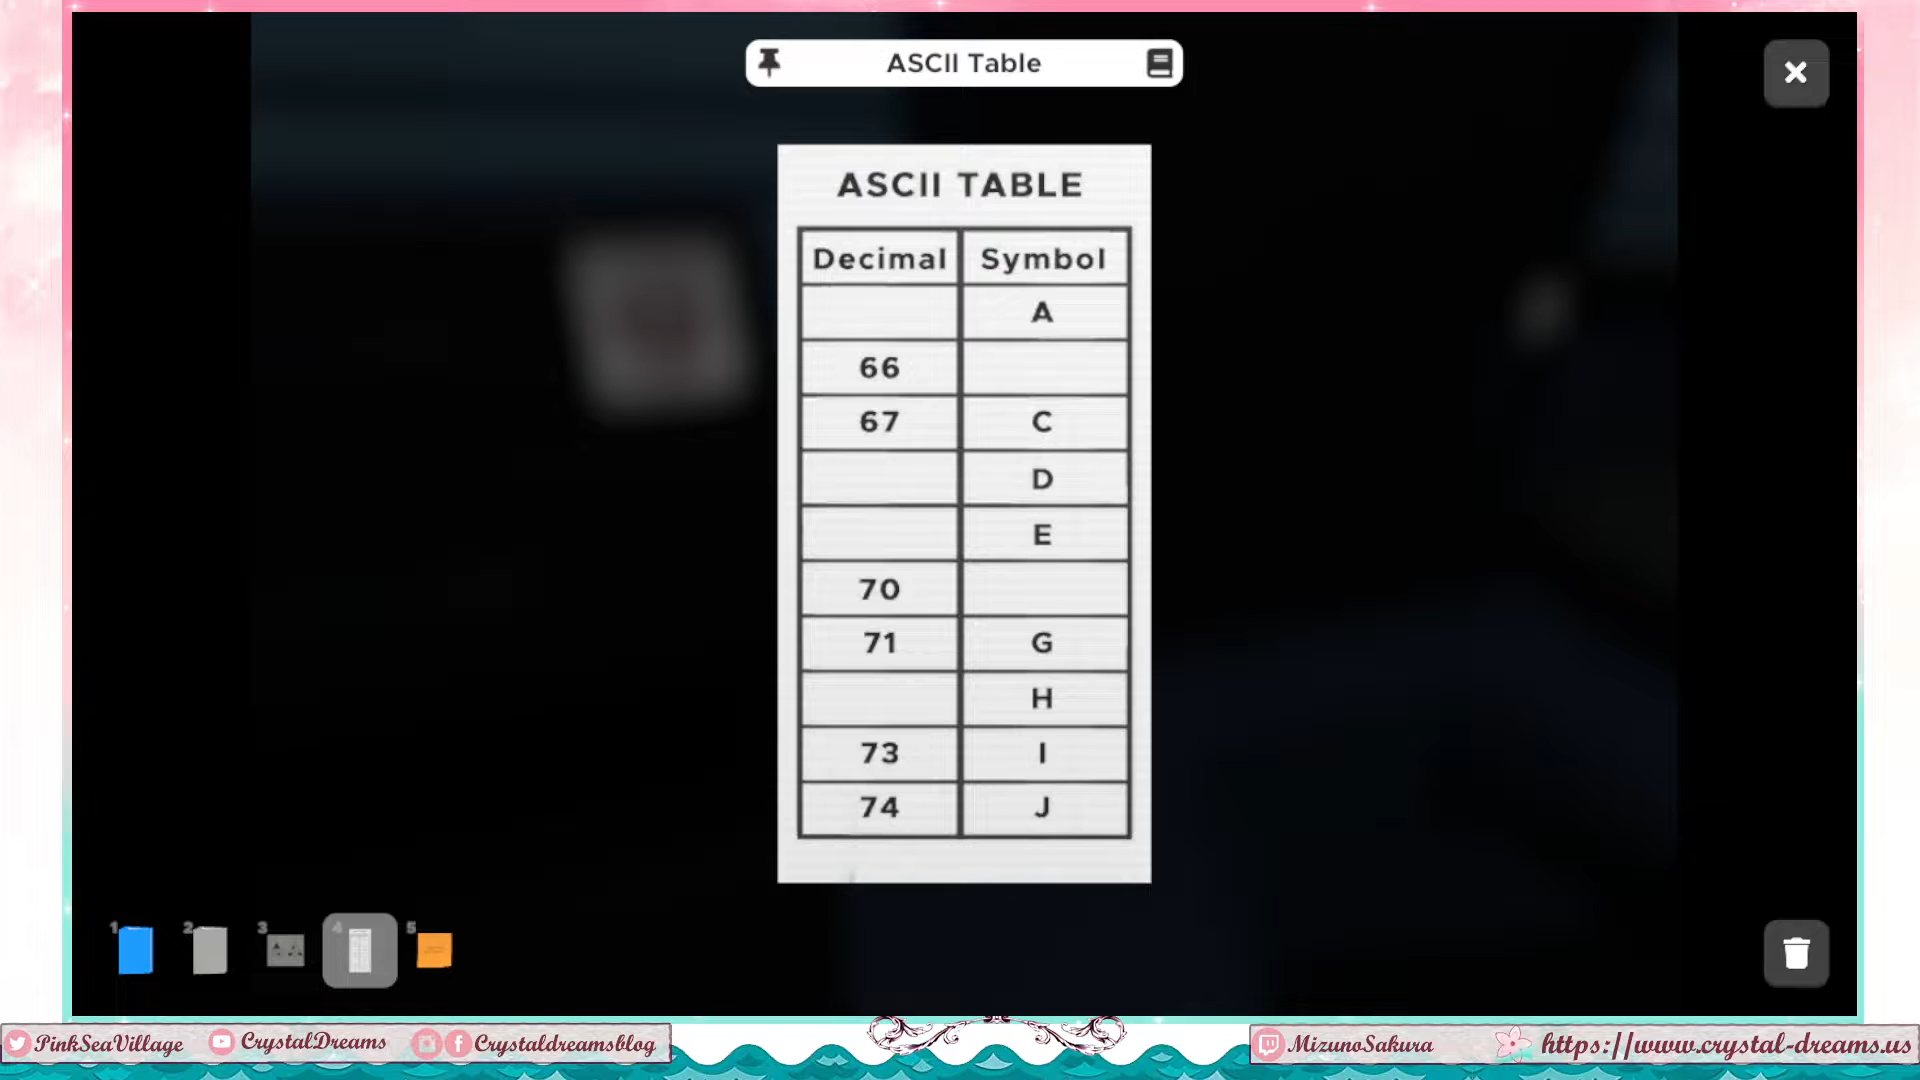 ASCII Table
ASCII TABLE
Decimal Symbol
A
66
67 C
D
E
70
71 G
H
73 I
74 J
1 2 3 4 5
PinkSeaVillage CrystalDreams Crystaldreamsblog
MizunoSakura https://www.crystal-dreams.us